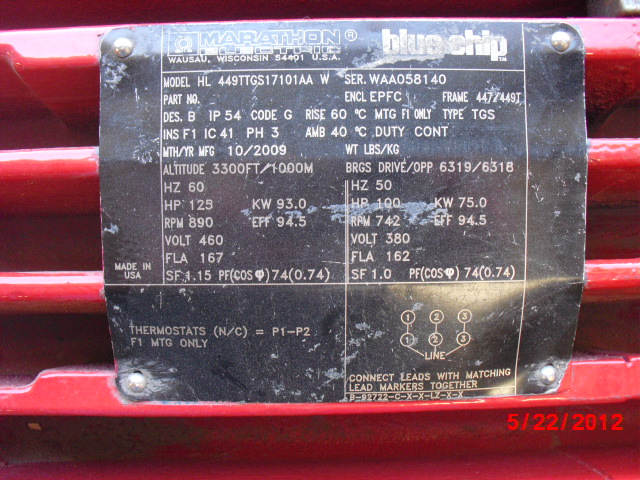 MARATHON ELECTRIC ® blue chip
WAUSAU, WISCONSIN 54401 U.S.A.
MODEL HL 449TTGS17101AA W SER. WAA058140
PART NO. ENCL EPFC FRAME 447/449T
DES. B IP 54 CODE G RISE 60 °C MTG F1 ONLY TYPE TGS
INS F1 IC 41 PH 3 AMB 40 °C DUTY CONT
MTH/YR MFG 10/2009 WT LBS/KG
ALTITUDE 3300FT/1000M BRGS DRIVE/OPP 6319/6318
HZ 60 HZ 50
HP 125 KW 93.0 HP 100 KW 75.0
RPM 890 EFF 94.5 RPM 742 EFF 94.5
VOLT 460 VOLT 380
FLA 167 FLA 162
MADE IN
USA
SF 1.15 PF(COS φ) 74(0.74) SF 1.0 PF(COS φ) 74(0.74)
THERMOSTATS (N/C) = P1-P2
F1 MTG ONLY
1 2 3
1 2 3
LINE
CONNECT LEADS WITH MATCHING
LEAD MARKERS TOGETHER
B-92722-C-X-X-LZ-X-X
5/22/2012